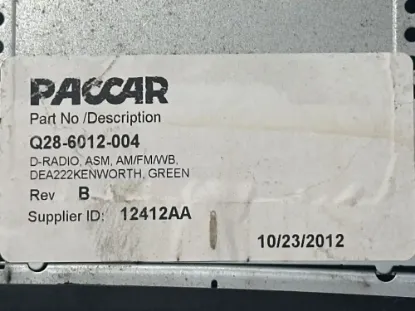 PACCAR
Part No /Description
Q28-6012-004
D-RADIO, ASM, AM/FM/WB,
DEA222KENWORTH, GREEN
Rev B
Supplier ID: 12412AA
10/23/2012